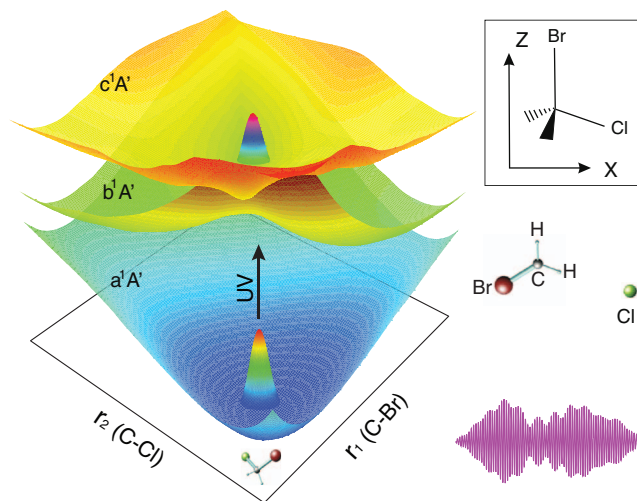 c¹A'
b¹A'
a¹A'
UV
r₂ (C-Cl)
r₁ (C-Br)
Z
Br
Cl
X
H
H
Br
C
Cl